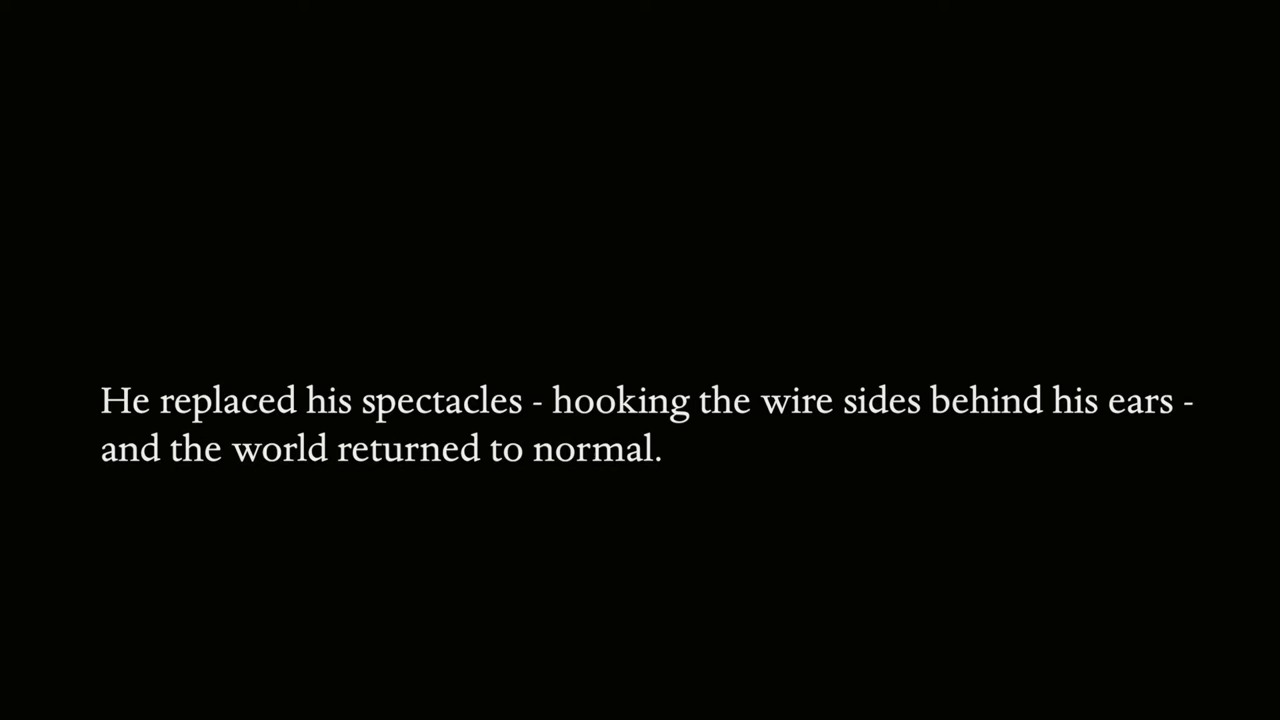 He replaced his spectacles - hooking the wire sides behind his ears -
and the world returned to normal.